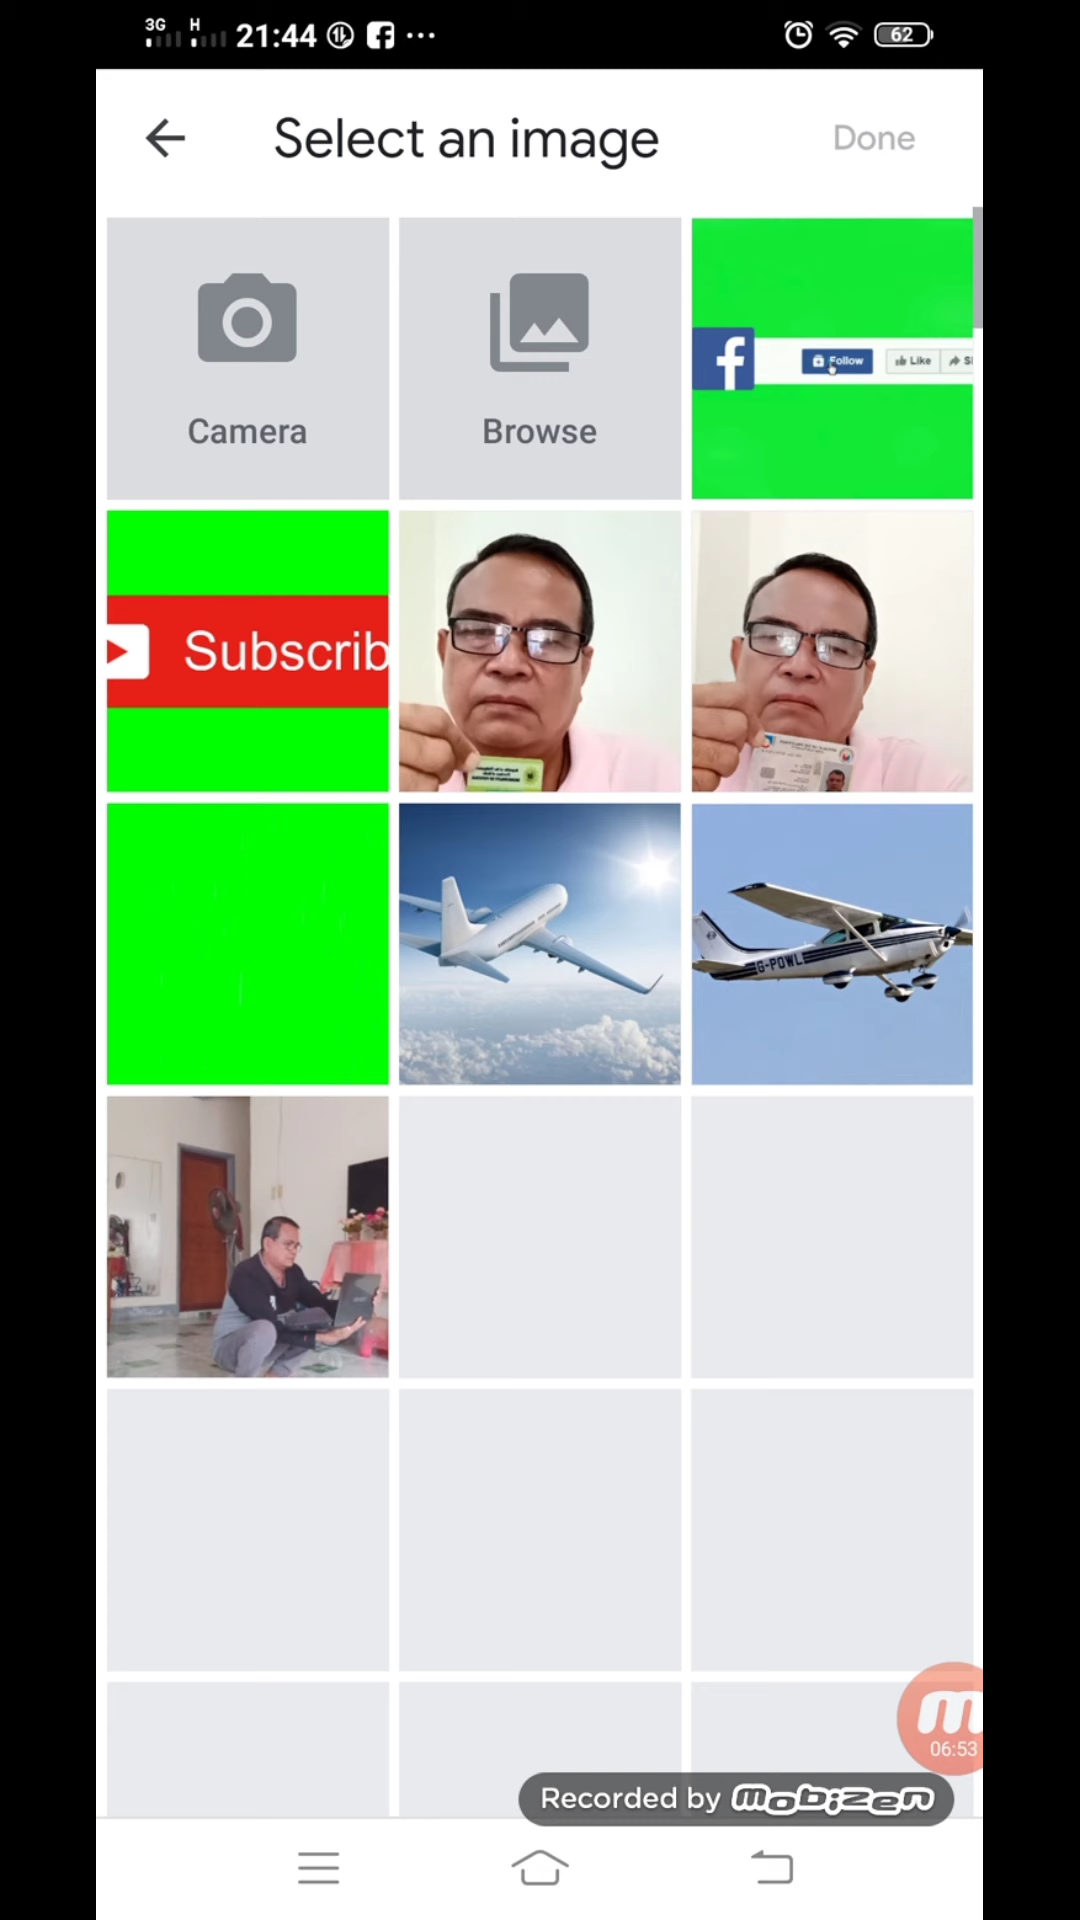 3G H 21:44 62
Select an image Done
Camera
Browse
f Follow Like
Subscrib
G-POWL
06:53
Recorded by mobizen